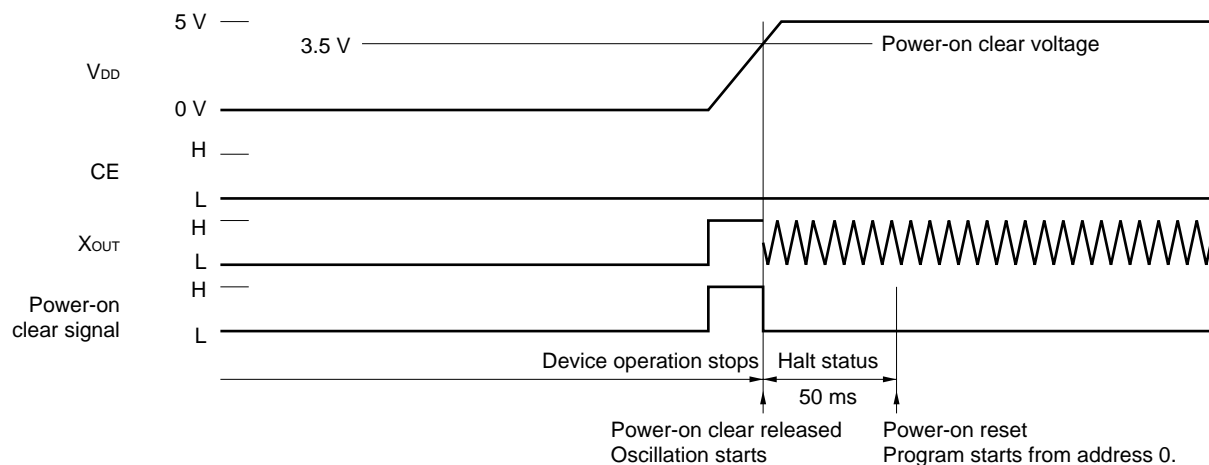 5 V
3.5 V
Power-on clear voltage
VDD
0 V
H
CE
L
H
XOUT
L
H
Power-on
clear signal
L
Device operation stops
Halt status
50 ms
Power-on clear released
Oscillation starts
Power-on reset
Program starts from address 0.